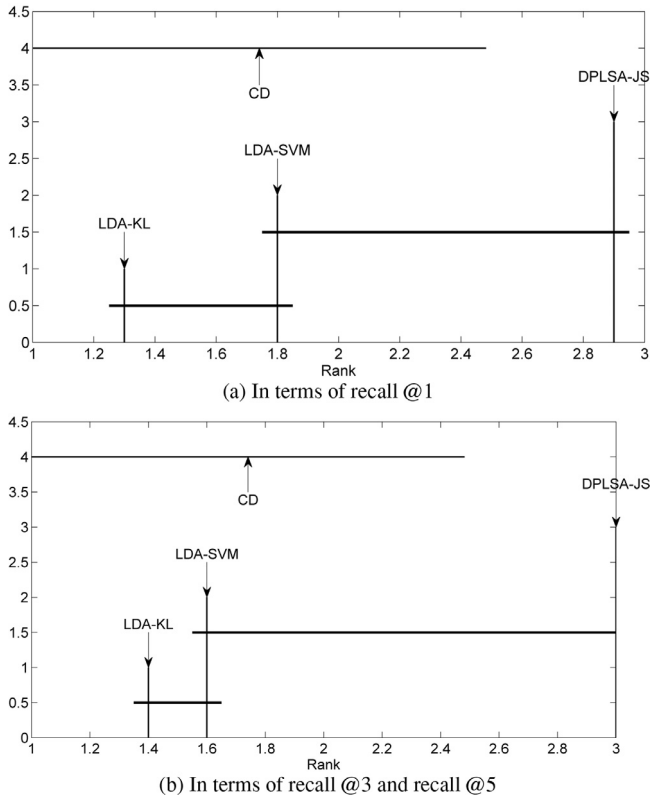 4.5
4
3.5
3
2.5
2
1.5
1
0.5
0
CD
DPLSA-JS
LDA-SVM
LDA-KL
1 1.2 1.4 1.6 1.8 2 2.2 2.4 2.6 2.8 3
Rank
(a) In terms of recall @1
4.5
4
3.5
3
2.5
2
1.5
1
0.5
0
CD
DPLSA-JS
LDA-SVM
LDA-KL
1 1.2 1.4 1.6 1.8 2 2.2 2.4 2.6 2.8 3
Rank
(b) In terms of recall @3 and recall @5